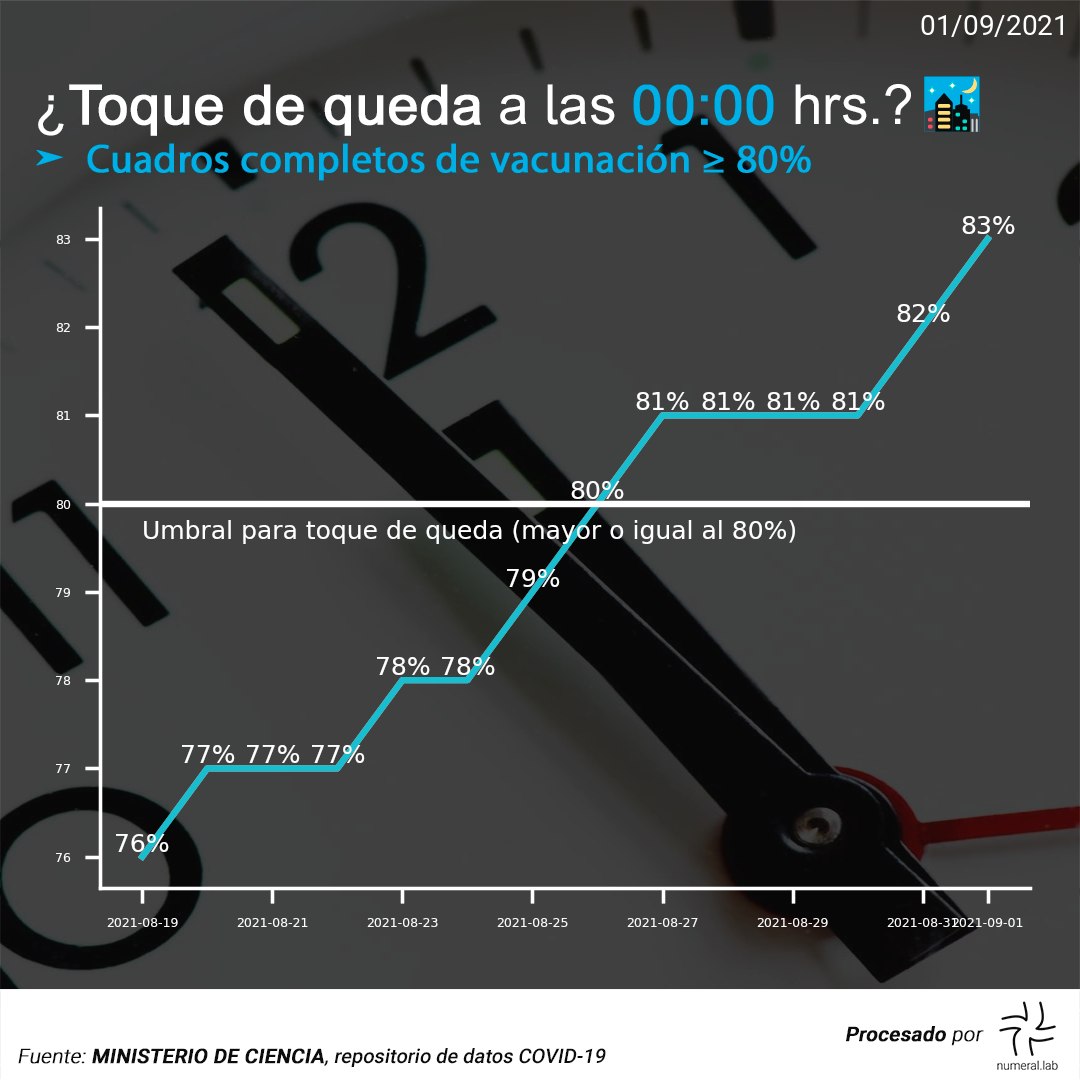 01/09/2021
¿Toque de queda a las 00:00 hrs.?
➤ Cuadros completos de vacunación ≥ 80%
83%
83
82%
82
81% 81% 81% 81%
81
80%
80
Umbral para toque de queda (mayor o igual al 80%)
79%
79
78% 78%
78
77% 77% 77%
77
76%
76
2021-08-19 2021-08-21 2021-08-23 2021-08-25 2021-08-27 2021-08-29 2021-08-31 2021-09-01
Procesado por
numeral.lab
Fuente: MINISTERIO DE CIENCIA, repositorio de datos COVID-19